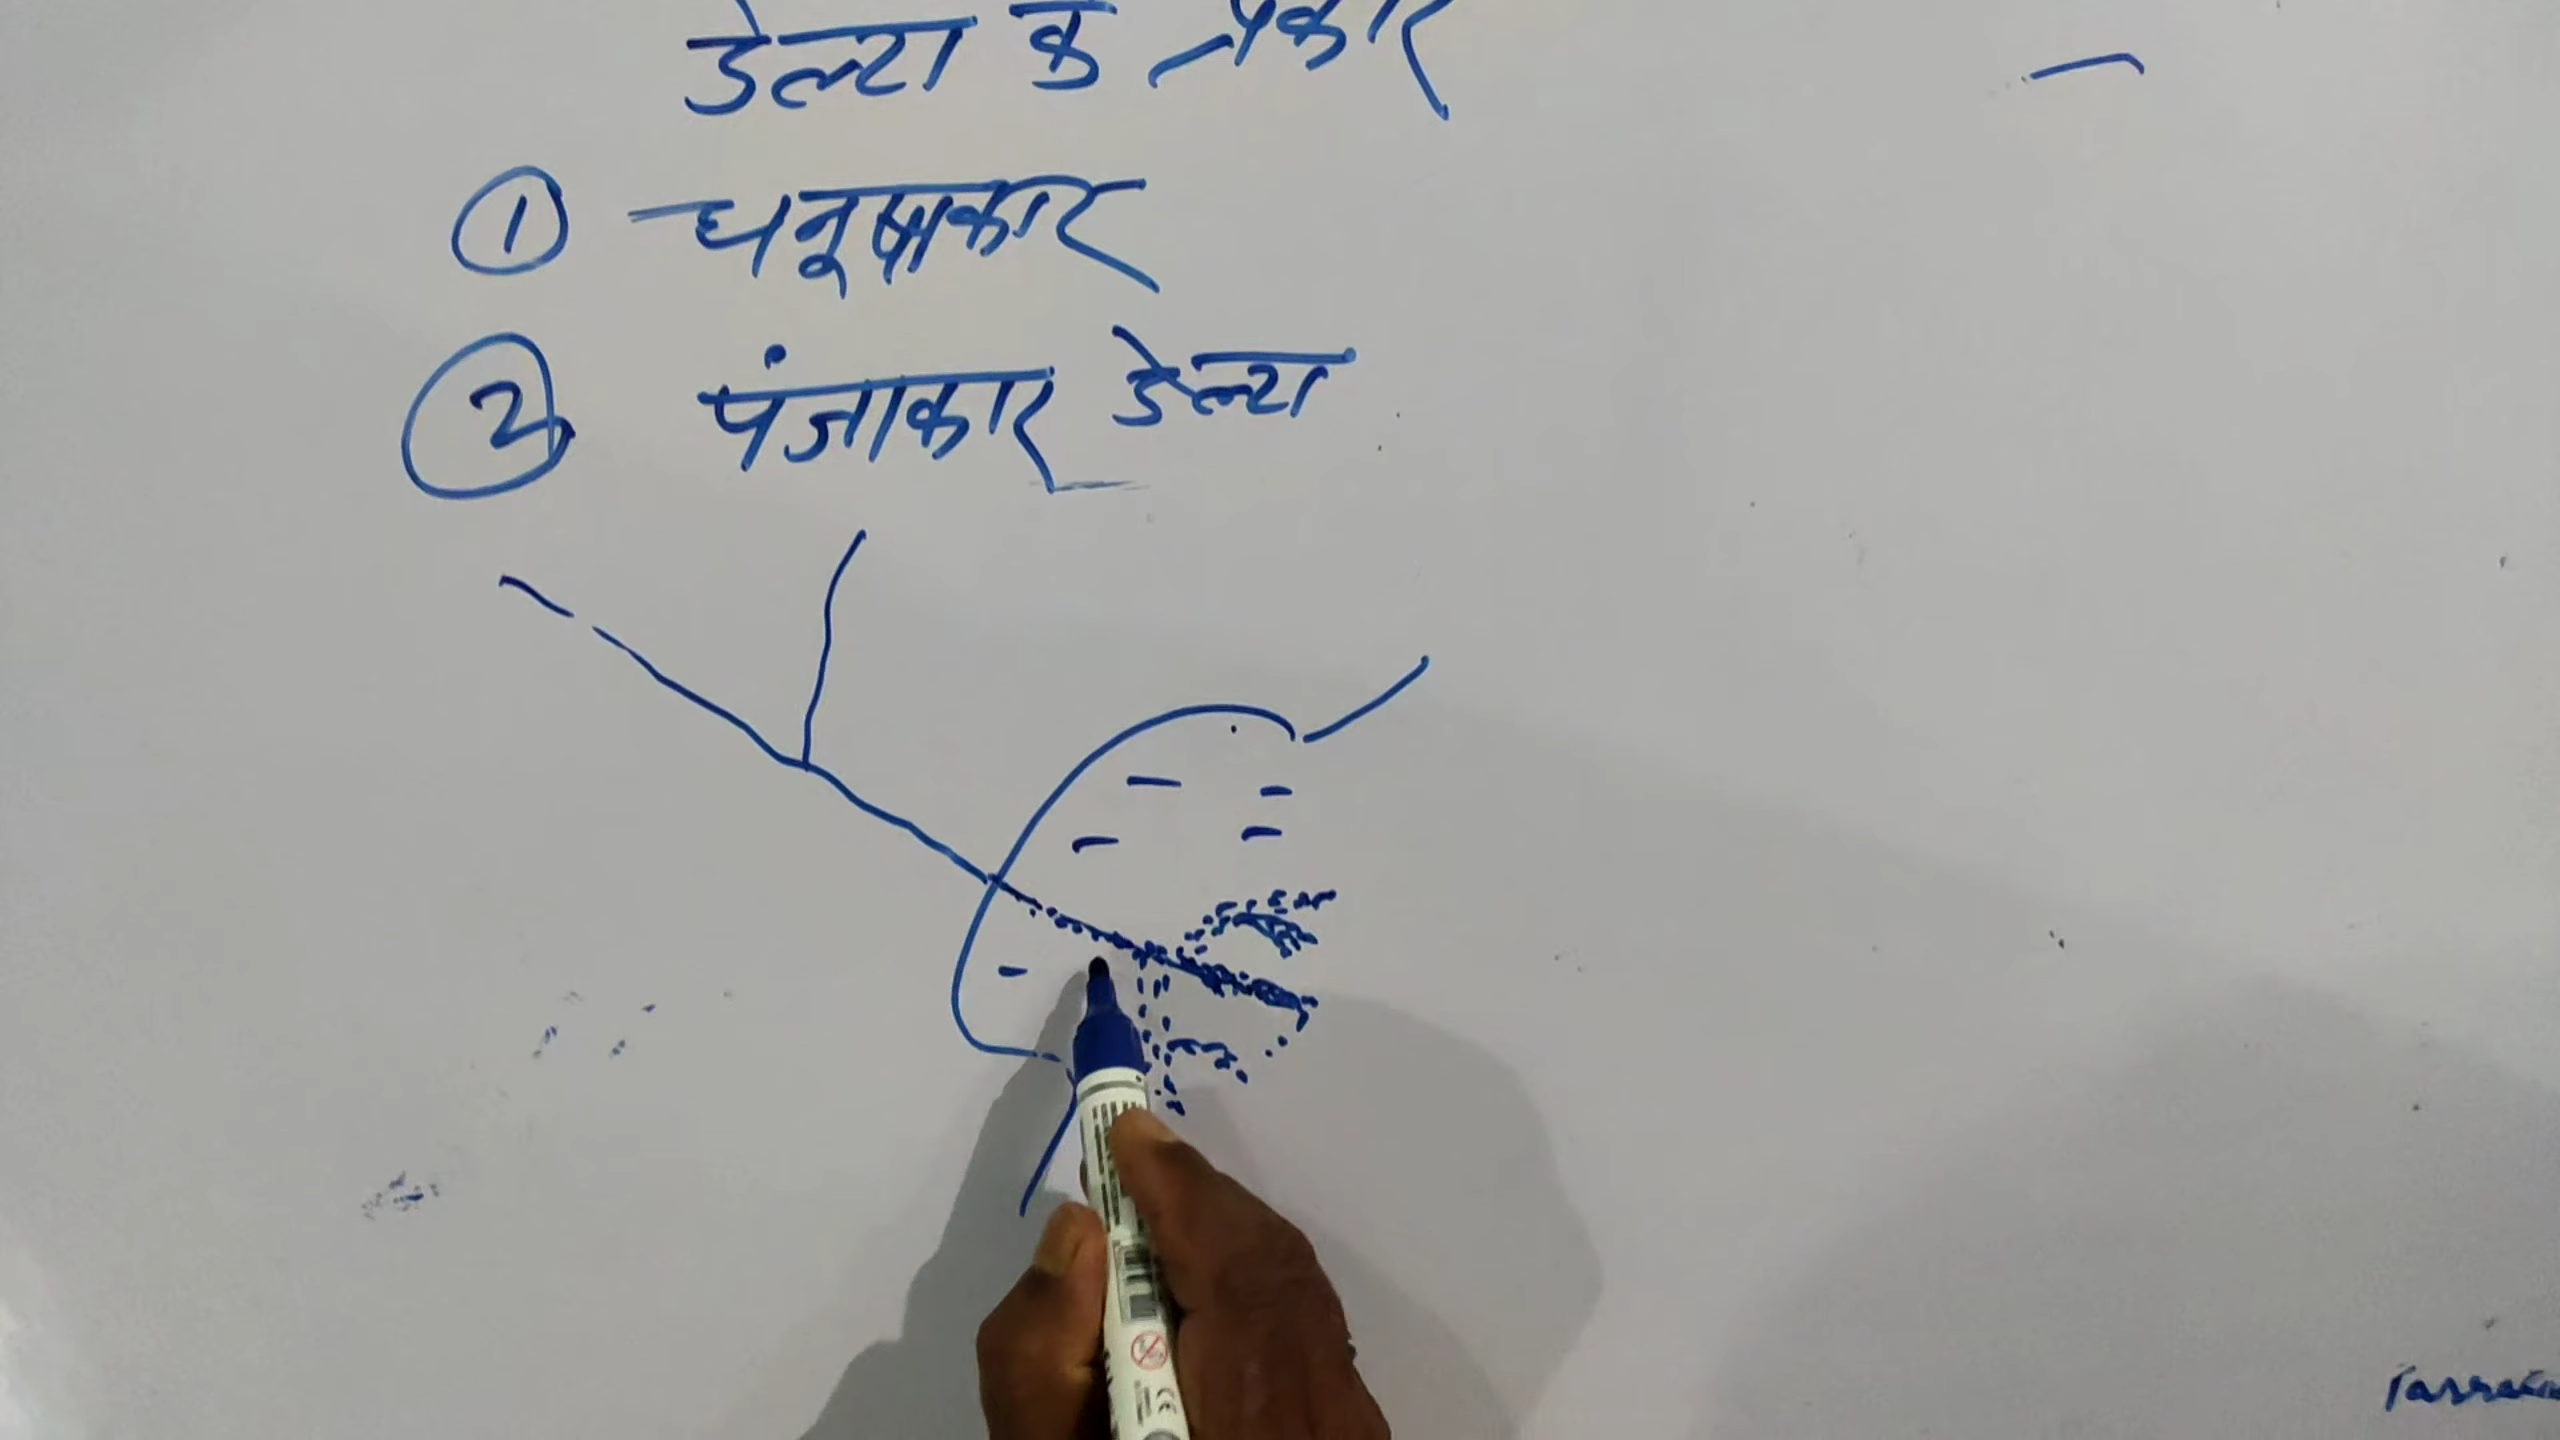 डेल्टा के प्रकार
① धनूषाकार
② पंजाकार डेल्टा